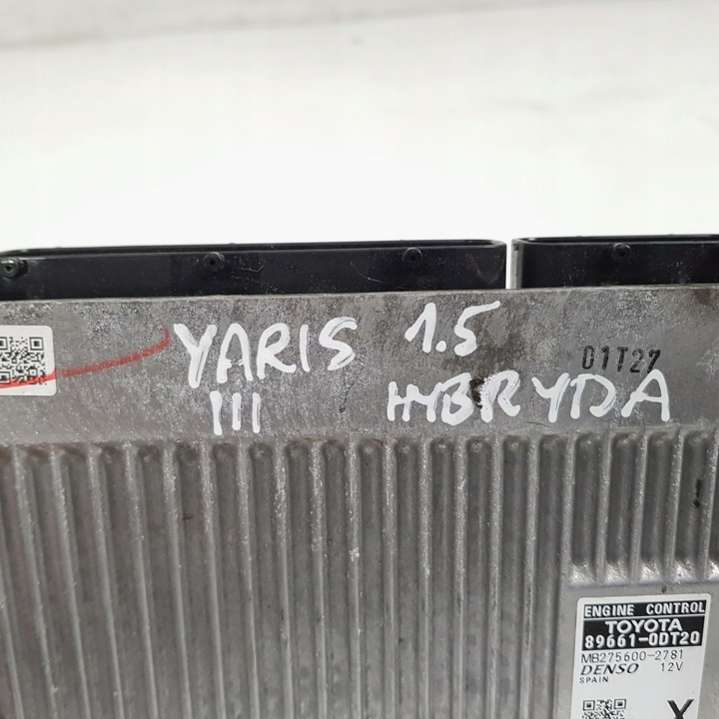 YARIS 1.5
III HYBRYDA
01T27
ENGINE CONTROL
TOYOTA
89661-0DT20
MB275600-2781
DENSO 12V
SPAIN
Y